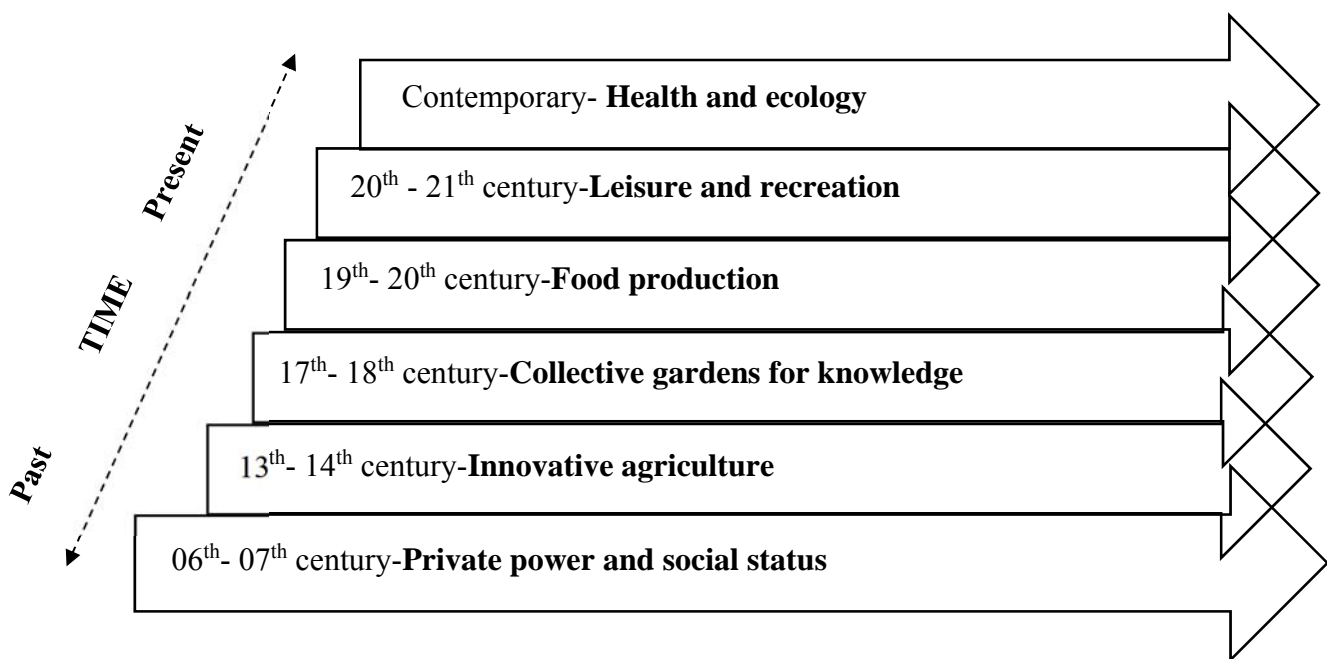 Contemporary- Health and ecology
20th - 21th century-Leisure and recreation
19th- 20th century-Food production
17th- 18th century-Collective gardens for knowledge
13th- 14th century-Innovative agriculture
06th- 07th century-Private power and social status
Present
TIME
Past